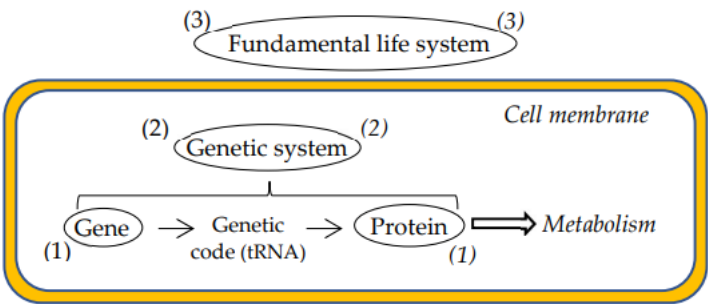 (3) Fundamental life system (3)
Cell membrane
(2) Genetic system (2)
Gene Genetic Protein Metabolism
(1) code (tRNA) (1)